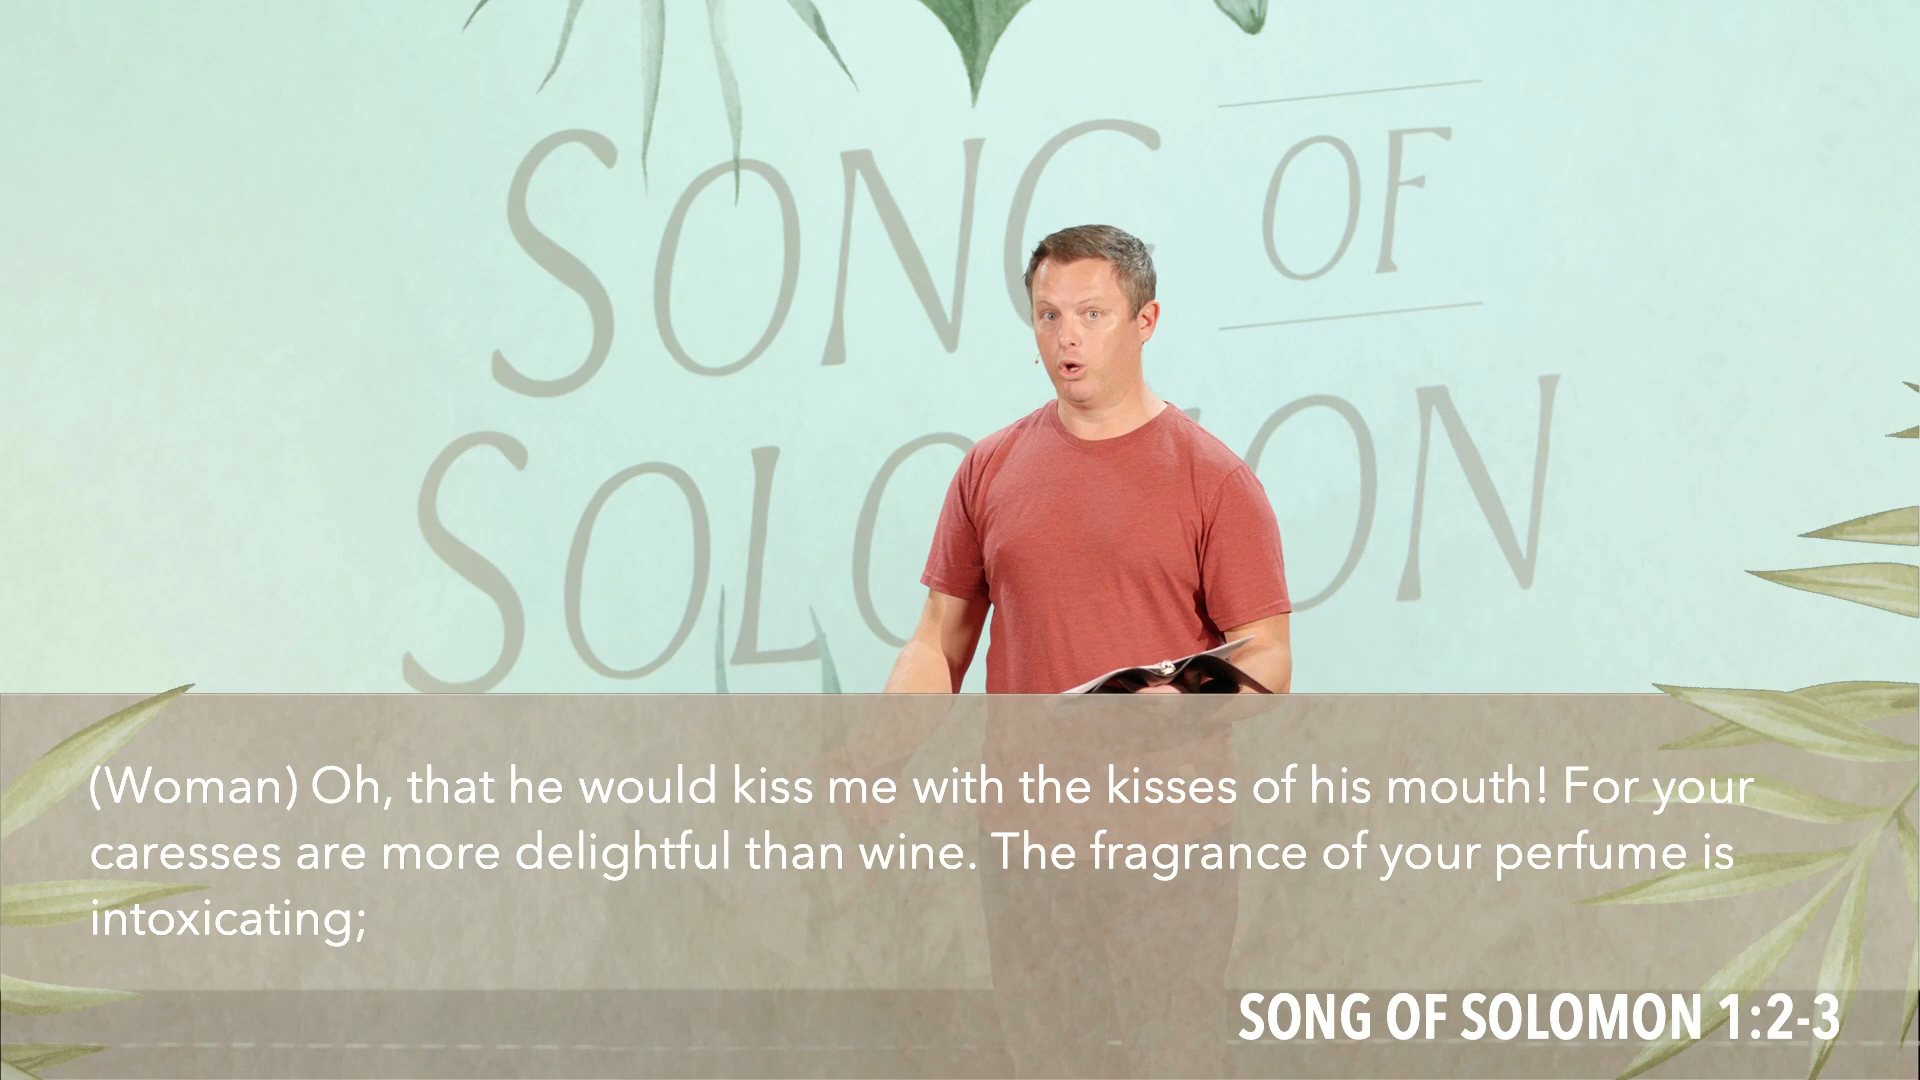 SONG OF
SOLOMON
(Woman) Oh, that he would kiss me with the kisses of his mouth! For your
caresses are more delightful than wine. The fragrance of your perfume is
intoxicating;
SONG OF SOLOMON 1:2-3